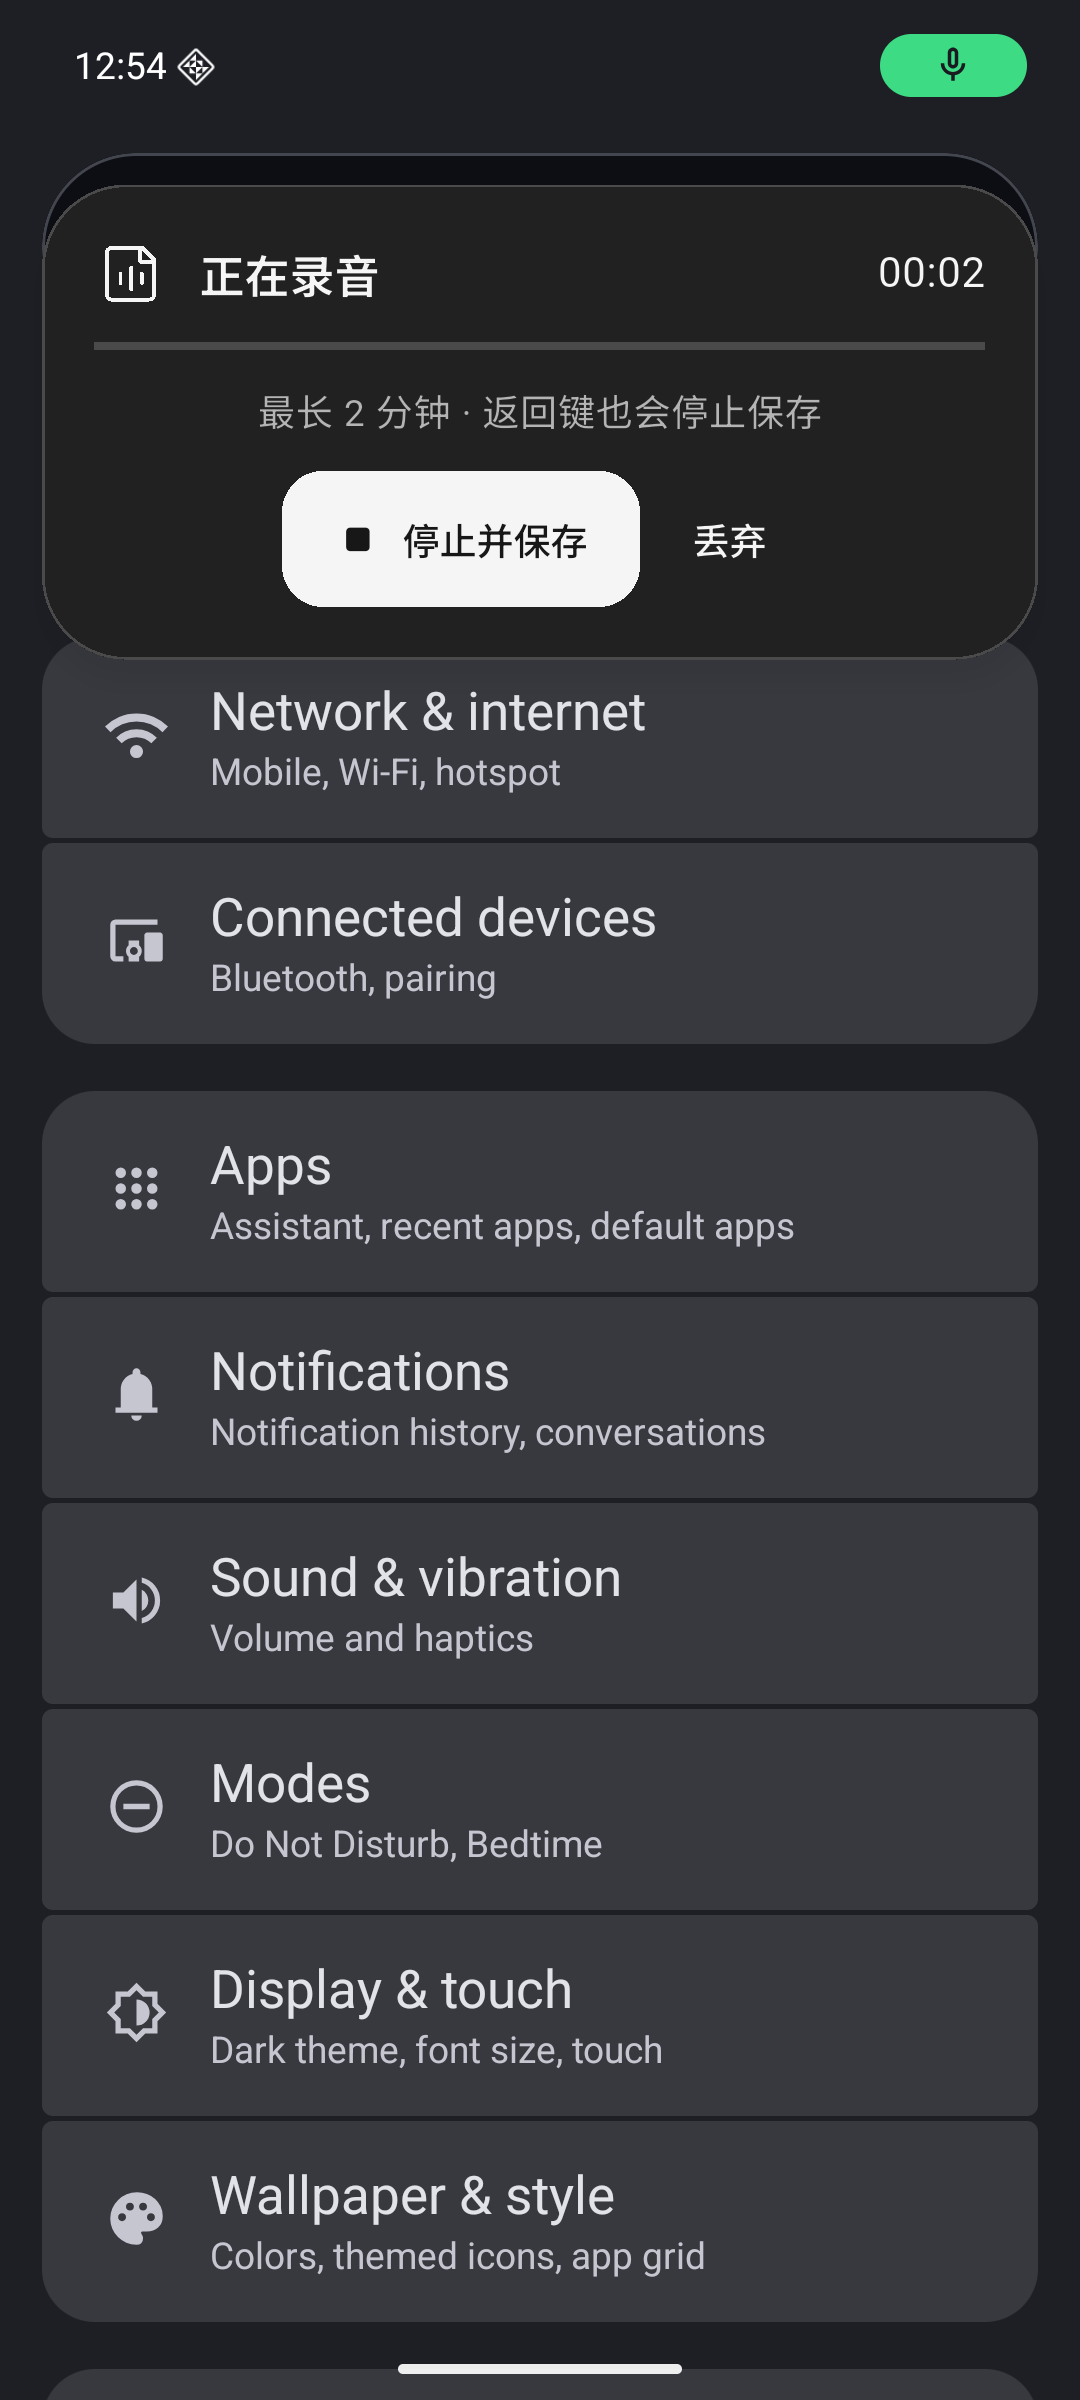 12:54
正在录音
00:02
最长 2 分钟 · 返回键也会停止保存
停止并保存
丢弃
Network & internet
Mobile, Wi-Fi, hotspot
Connected devices
Bluetooth, pairing
Apps
Assistant, recent apps, default apps
Notifications
Notification history, conversations
Sound & vibration
Volume and haptics
Modes
Do Not Disturb, Bedtime
Display & touch
Dark theme, font size, touch
Wallpaper & style
Colors, themed icons, app grid